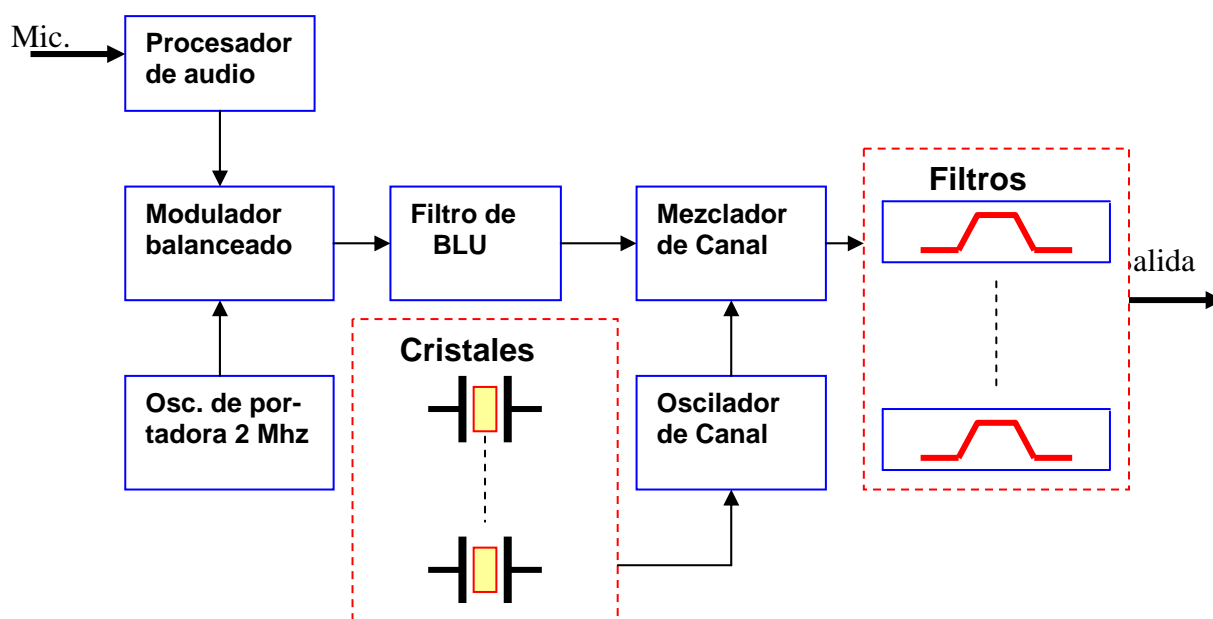 Mic.
Procesador
de audio
Modulador
balanceado
Filtro de
BLU
Mezclador
de Canal
Filtros
alida
Cristales
Osc. de por-
tadora 2 Mhz
Oscilador
de Canal